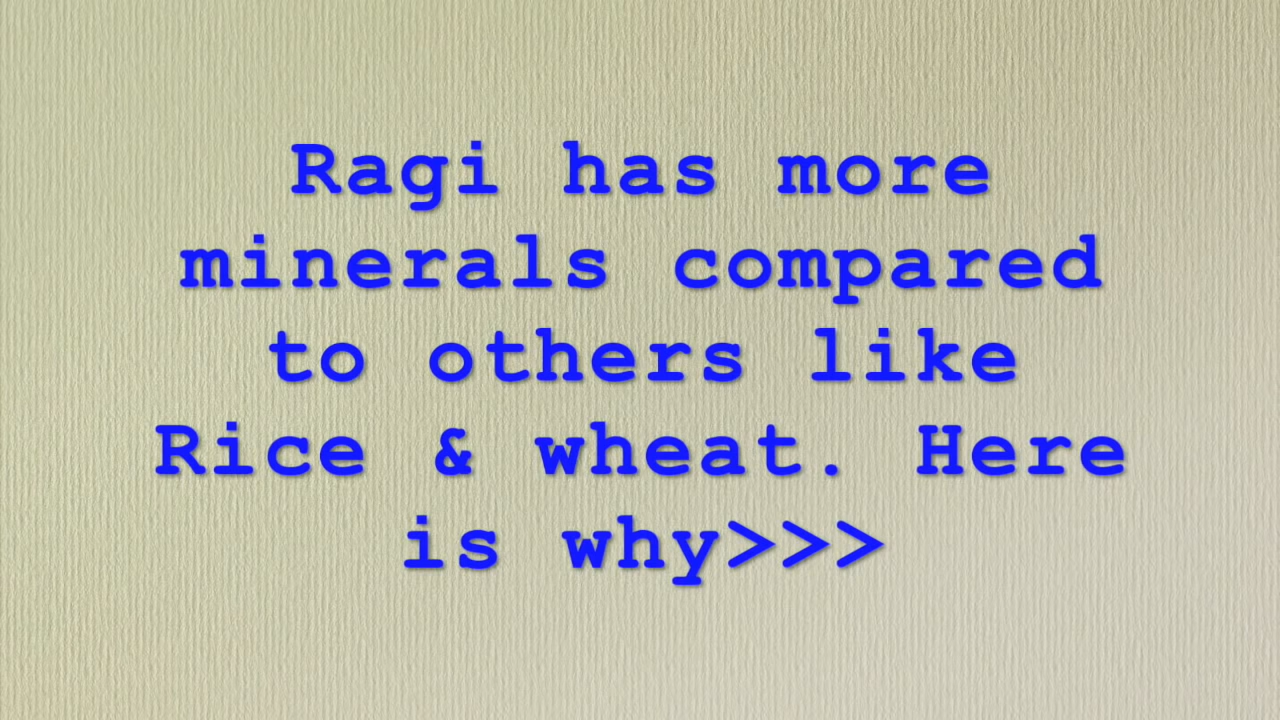 Ragi has more
minerals compared
to others like
Rice & wheat. Here
is why>>>